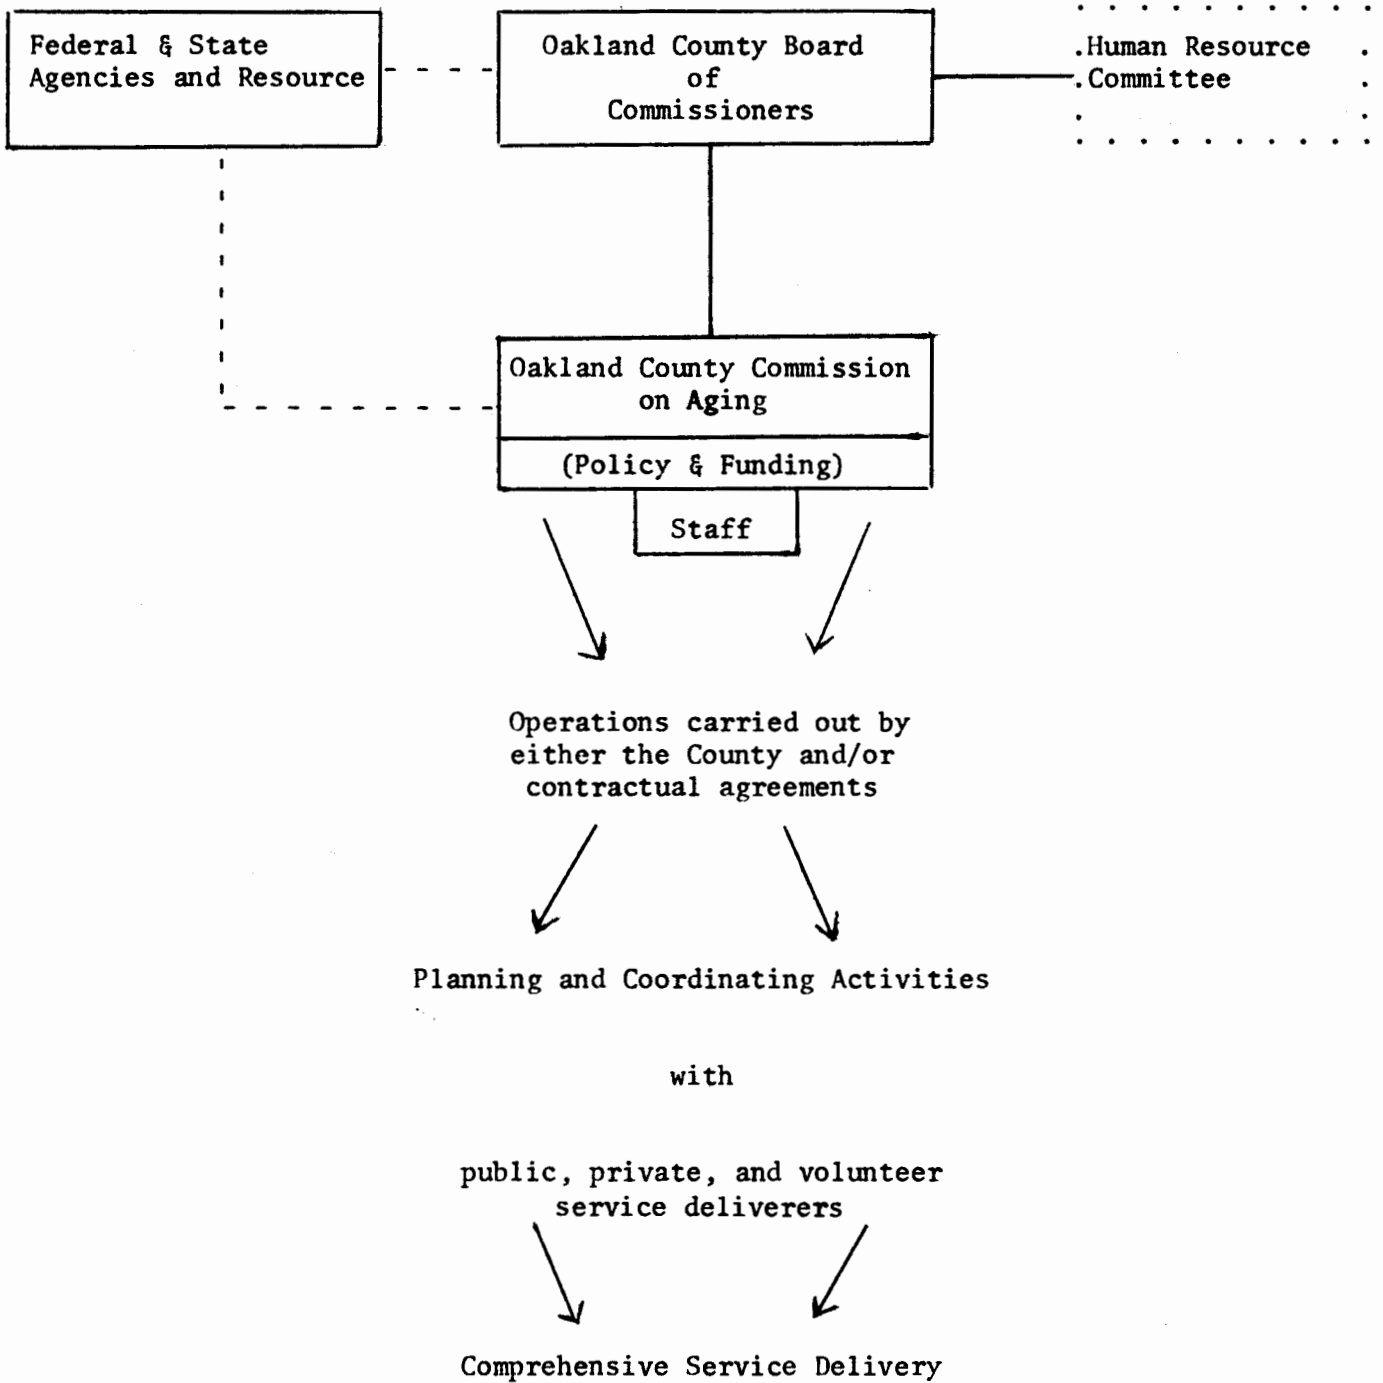 Federal & State
Agencies and Resource
Oakland County Board
of
Commissioners
Human Resource
Committee
Oakland County Commission
on Aging
(Policy & Funding)
Staff
Operations carried out by
either the County and/or
contractual agreements
Planning and Coordinating Activities
with
public, private, and volunteer
service deliverers
Comprehensive Service Delivery